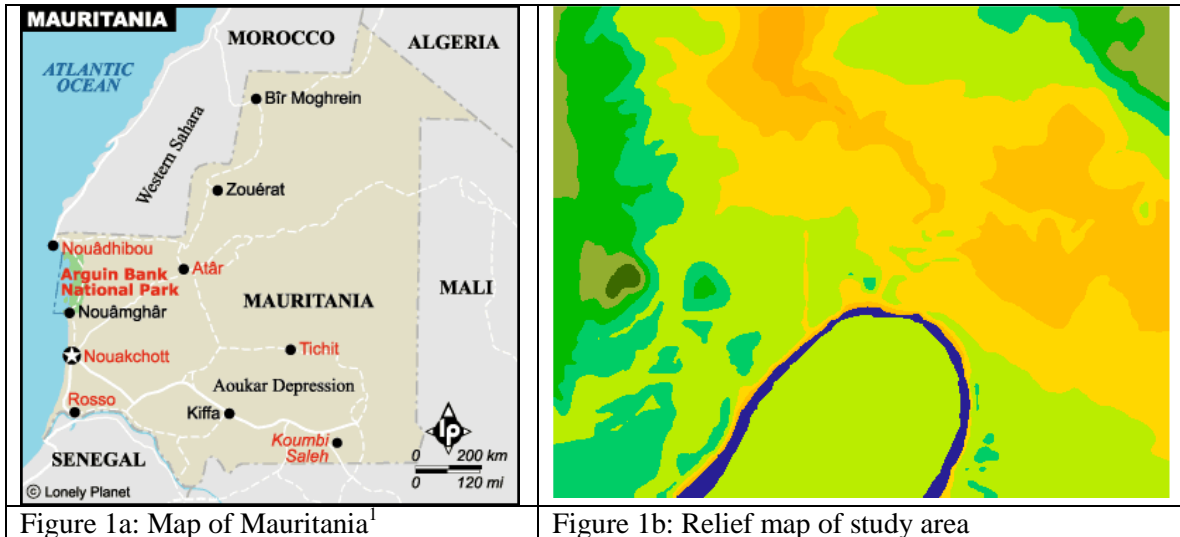 MAURITANIA
MOROCCO
ALGERIA
ATLANTIC
OCEAN
Bîr Moghrein
Western Sahara
Zouérat
Nouâdhibou
Atâr
Arguin Bank
National Park
MAURITANIA
MALI
Nouâmghâr
Nouakchott
Tichit
Aoukar Depression
Rosso
Kiffa
Koumbi
Saleh
lp
SENEGAL
0 200 km
0 120 mi
© Lonely Planet
Figure 1a: Map of Mauritania¹
Figure 1b: Relief map of study area